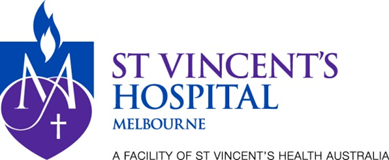 ST VINCENT'S
HOSPITAL
MELBOURNE
A FACILITY OF ST VINCENT'S HEALTH AUSTRALIA